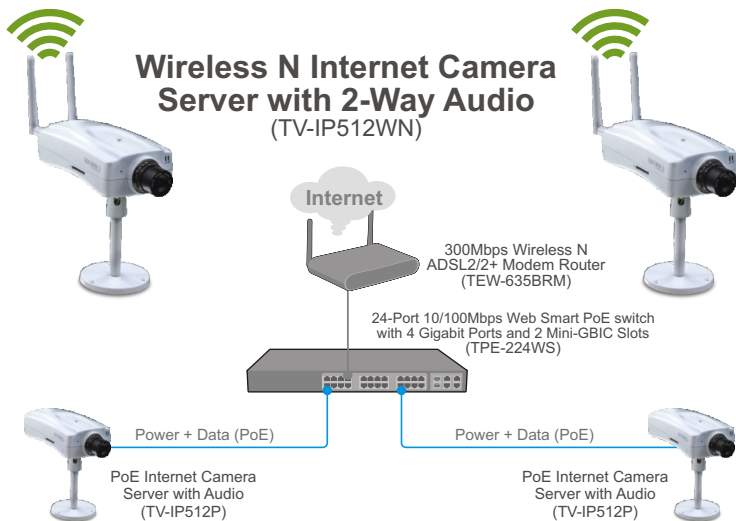 Wireless N Internet Camera
Server with 2-Way Audio
(TV-IP512WN)
Internet
300Mbps Wireless N
ADSL2/2+ Modem Router
(TEW-635BRM)
24-Port 10/100Mbps Web Smart PoE switch
with 4 Gigabit Ports and 2 Mini-GBIC Slots
(TPE-224WS)
Power + Data (PoE)
Power + Data (PoE)
PoE Internet Camera
Server with Audio
(TV-IP512P)
PoE Internet Camera
Server with Audio
(TV-IP512P)